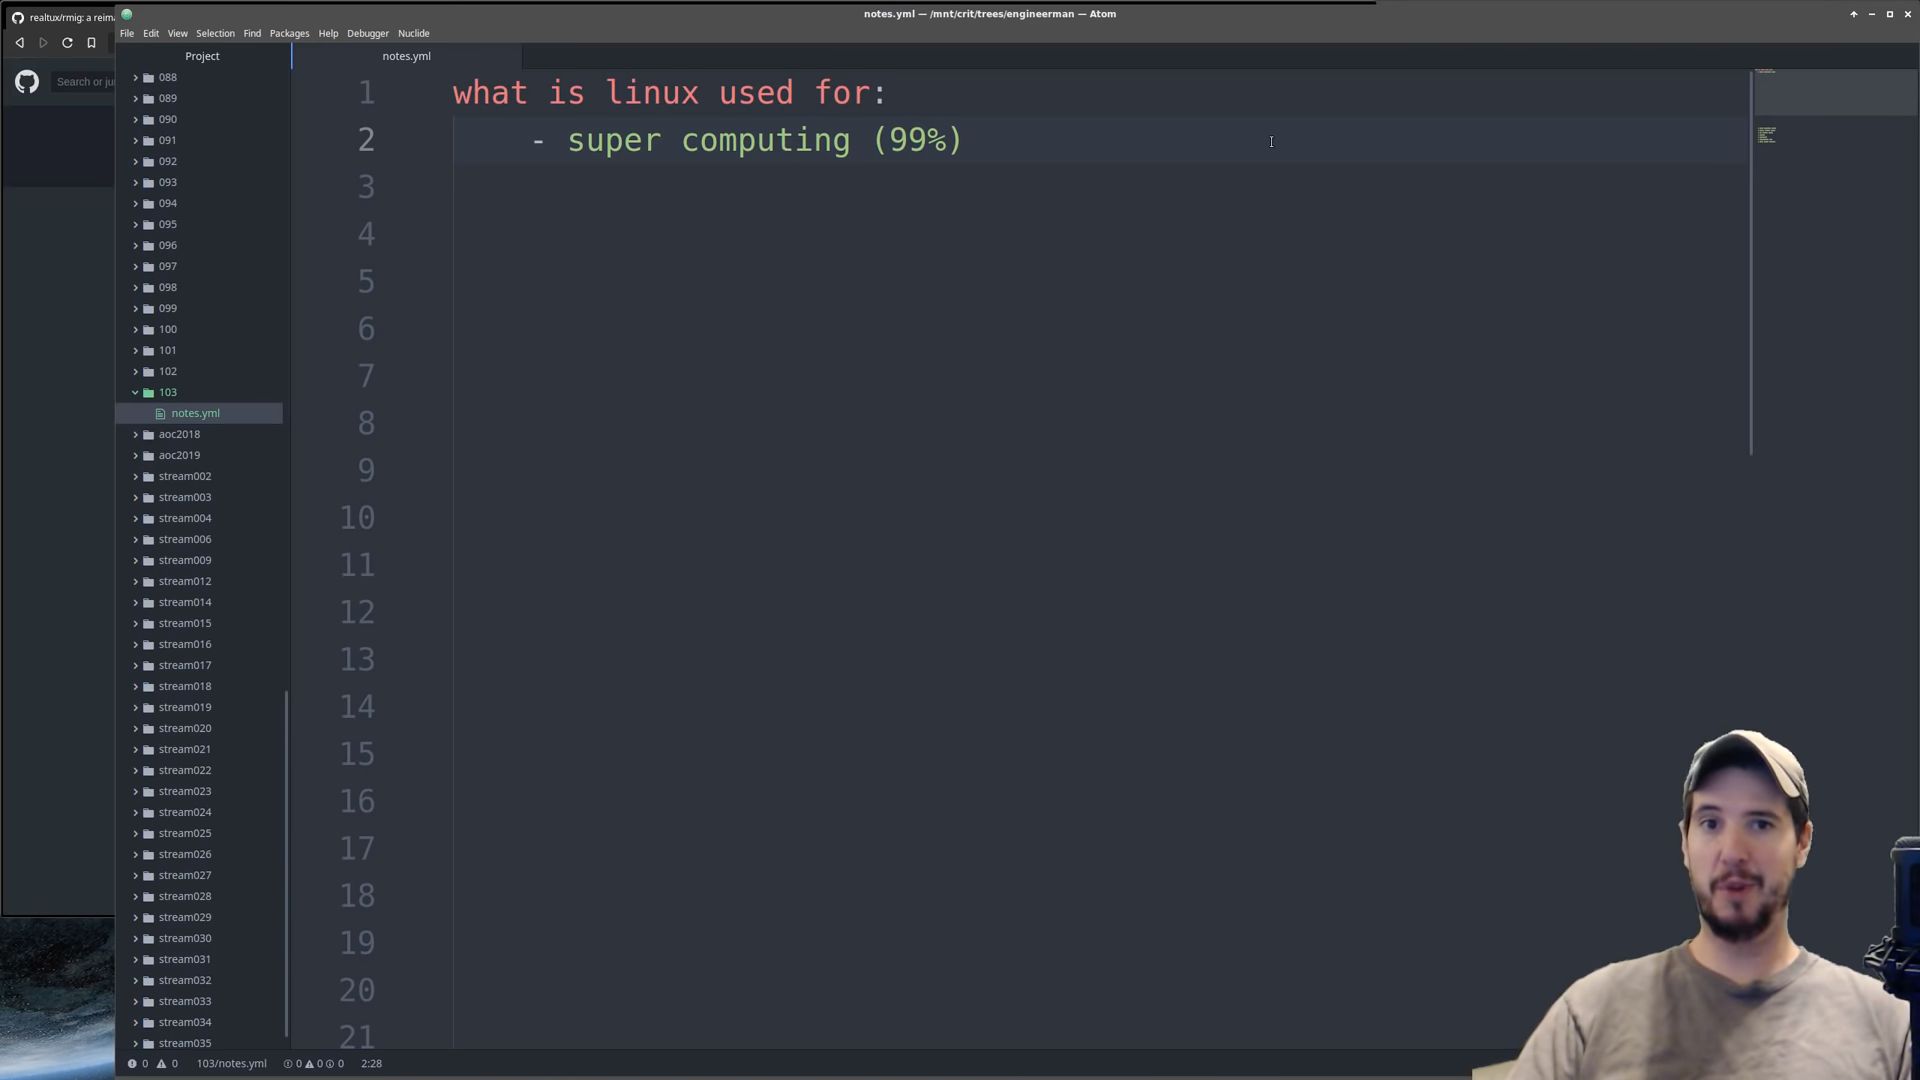 realtux/rmig: a reima
notes.yml — /mnt/crit/trees/engineerman — Atom
File Edit View Selection Find Packages Help Debugger Nuclide
Search or ju
Project
notes.yml
088
089
090
091
092
093
094
095
096
097
098
099
100
101
102
103
notes.yml
aoc2018
aoc2019
stream002
stream003
stream004
stream006
stream009
stream012
stream014
stream015
stream016
stream017
stream018
stream019
stream020
stream021
stream022
stream023
stream024
stream025
stream026
stream027
stream028
stream029
stream030
stream031
stream032
stream033
stream034
stream035
1 what is linux used for:
2 - super computing (99%)
3
4
5
6
7
8
9
10
11
12
13
14
15
16
17
18
19
20
21
0 0 103/notes.yml 0 0 0 2:28